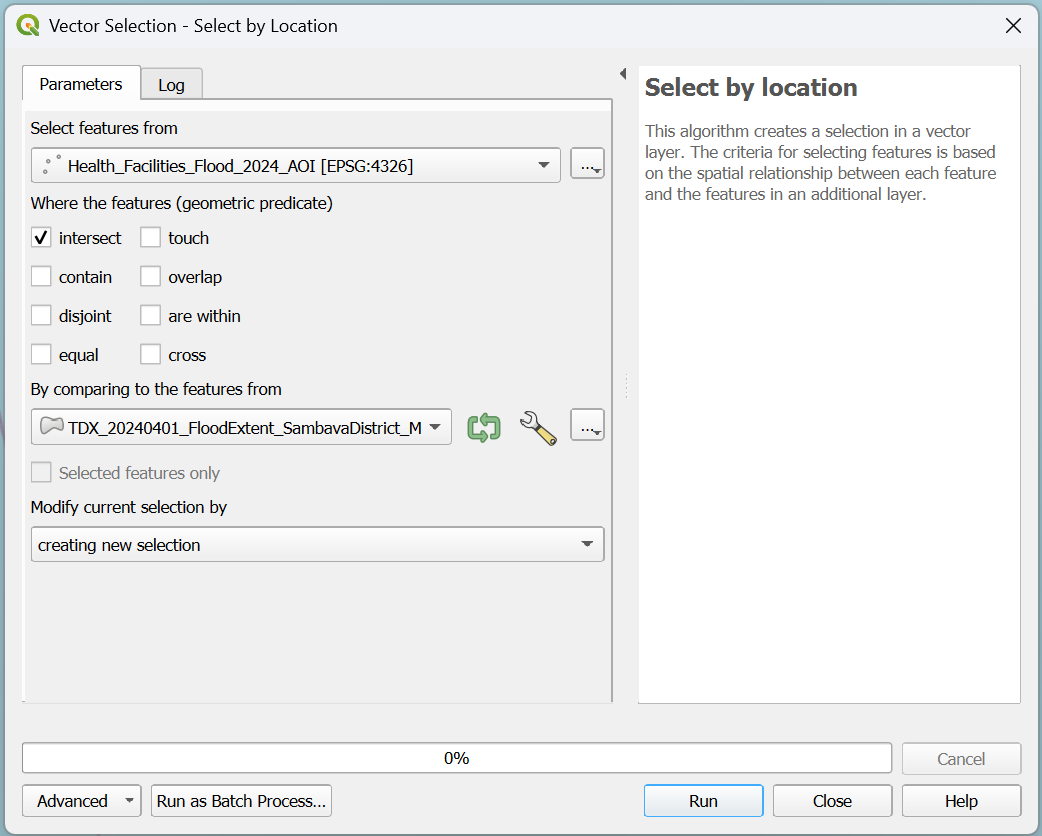 Vector Selection - Select by Location
Parameters
Log
Select features from
Health_Facilities_Flood_2024_AOI [EPSG:4326]
...
Where the features (geometric predicate)
intersect
touch
contain
overlap
disjoint
are within
equal
cross
By comparing to the features from
TDX_20240401_FloodExtent_SambavaDistrict_M
...
Selected features only
Modify current selection by
creating new selection
Select by location
This algorithm creates a selection in a vector
layer. The criteria for selecting features is based
on the spatial relationship between each feature
and the features in an additional layer.
0%
Cancel
Advanced
Run as Batch Process...
Run
Close
Help